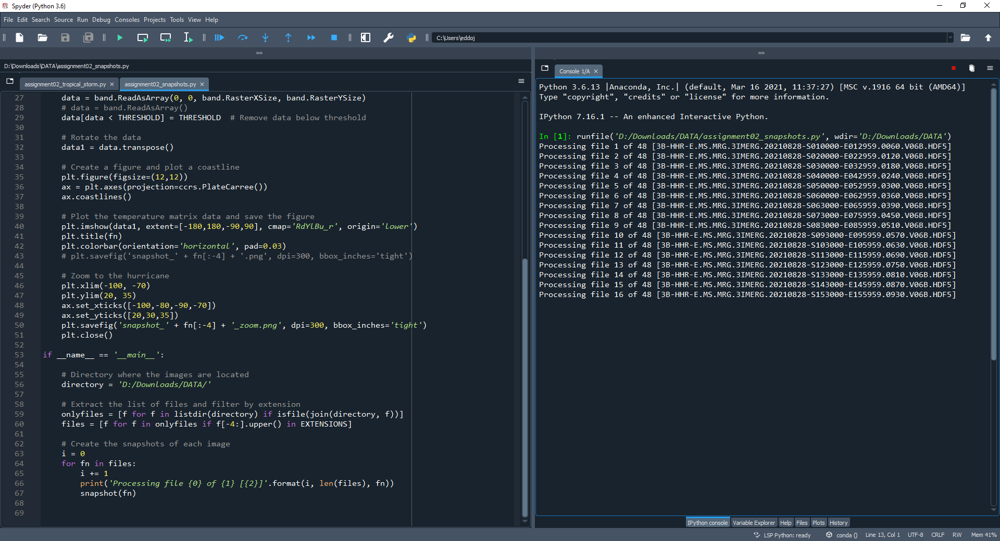 Spyder (Python 3.6)
File Edit Search Source Run Debug Consoles Projects Tools View Help
C:\Users\eddoj
D:\Downloads\DATA\assignment02_snapshots.py
assignment02_tropical_storm.py
assignment02_snapshots.py
27 data = band.ReadAsArray(0, 0, band.RasterXSize, band.RasterYSize)
28 # data = band.ReadAsArray()
29 data[data < THRESHOLD] = THRESHOLD  # Remove data below threshold
30
31 # Rotate the data
32 data1 = data.transpose()
33
34 # Create a figure and plot a coastline
35 plt.figure(figsize=(12,12))
36 ax = plt.axes(projection=ccrs.PlateCarree())
37 ax.coastlines()
38
39 # Plot the temperature matrix data and save the figure
40 plt.imshow(data1, extent=[-180,180,-90,90], cmap='RdYlBu_r', origin='lower')
41 plt.title(fn)
42 plt.colorbar(orientation='horizontal', pad=0.03)
43 # plt.savefig('snapshot_' + fn[:-4] + '.png', dpi=300, bbox_inches='tight')
44
45 # Zoom to the hurricane
46 plt.xlim(-100, -70)
47 plt.ylim(20, 35)
48 ax.set_xticks([-100,-80,-90,-70])
49 ax.set_yticks([20,30,35])
50 plt.savefig('snapshot_' + fn[:-4] + '_zoom.png', dpi=300, bbox_inches='tight')
51 plt.close()
52
53 if __name__ == '__main__':
54
55 # Directory where the images are located
56 directory = 'D:/Downloads/DATA/'
57
58 # Extract the list of files and filter by extension
59 onlyfiles = [f for f in listdir(directory) if isfile(join(directory, f))]
60 files = [f for f in onlyfiles if f[-4:].upper() in EXTENSIONS]
61
62 # Create the snapshots of each image
63 i = 0
64 for fn in files:
65 i += 1
66 print('Processing file {0} of {1} [{2}]'.format(i, len(files), fn))
67 snapshot(fn)
68
69
Console 1/A
Python 3.6.13 |Anaconda, Inc.| (default, Mar 16 2021, 11:37:27) [MSC v.1916 64 bit (AMD64)]
Type "copyright", "credits" or "license" for more information.
IPython 7.16.1 -- An enhanced Interactive Python.
In [1]: runfile('D:/Downloads/DATA/assignment02_snapshots.py', wdir='D:/Downloads/DATA')
Processing file 1 of 48 [3B-HHR-E.MS.MRG.3IMERG.20210828-S010000-E012959.0060.V06B.HDF5]
Processing file 2 of 48 [3B-HHR-E.MS.MRG.3IMERG.20210828-S020000-E022959.0120.V06B.HDF5]
Processing file 3 of 48 [3B-HHR-E.MS.MRG.3IMERG.20210828-S030000-E032959.0180.V06B.HDF5]
Processing file 4 of 48 [3B-HHR-E.MS.MRG.3IMERG.20210828-S040000-E042959.0240.V06B.HDF5]
Processing file 5 of 48 [3B-HHR-E.MS.MRG.3IMERG.20210828-S050000-E052959.0300.V06B.HDF5]
Processing file 6 of 48 [3B-HHR-E.MS.MRG.3IMERG.20210828-S060000-E062959.0360.V06B.HDF5]
Processing file 7 of 48 [3B-HHR-E.MS.MRG.3IMERG.20210828-S063000-E065959.0390.V06B.HDF5]
Processing file 8 of 48 [3B-HHR-E.MS.MRG.3IMERG.20210828-S073000-E075959.0450.V06B.HDF5]
Processing file 9 of 48 [3B-HHR-E.MS.MRG.3IMERG.20210828-S083000-E085959.0510.V06B.HDF5]
Processing file 10 of 48 [3B-HHR-E.MS.MRG.3IMERG.20210828-S093000-E095959.0570.V06B.HDF5]
Processing file 11 of 48 [3B-HHR-E.MS.MRG.3IMERG.20210828-S103000-E105959.0630.V06B.HDF5]
Processing file 12 of 48 [3B-HHR-E.MS.MRG.3IMERG.20210828-S113000-E115959.0690.V06B.HDF5]
Processing file 13 of 48 [3B-HHR-E.MS.MRG.3IMERG.20210828-S123000-E125959.0750.V06B.HDF5]
Processing file 14 of 48 [3B-HHR-E.MS.MRG.3IMERG.20210828-S133000-E135959.0810.V06B.HDF5]
Processing file 15 of 48 [3B-HHR-E.MS.MRG.3IMERG.20210828-S143000-E145959.0870.V06B.HDF5]
Processing file 16 of 48 [3B-HHR-E.MS.MRG.3IMERG.20210828-S153000-E155959.0930.V06B.HDF5]
IPython console Variable Explorer Help Files Plots History
LSP Python: ready conda () Line 13, Col 1 UTF-8 CRLF RW Mem 41%